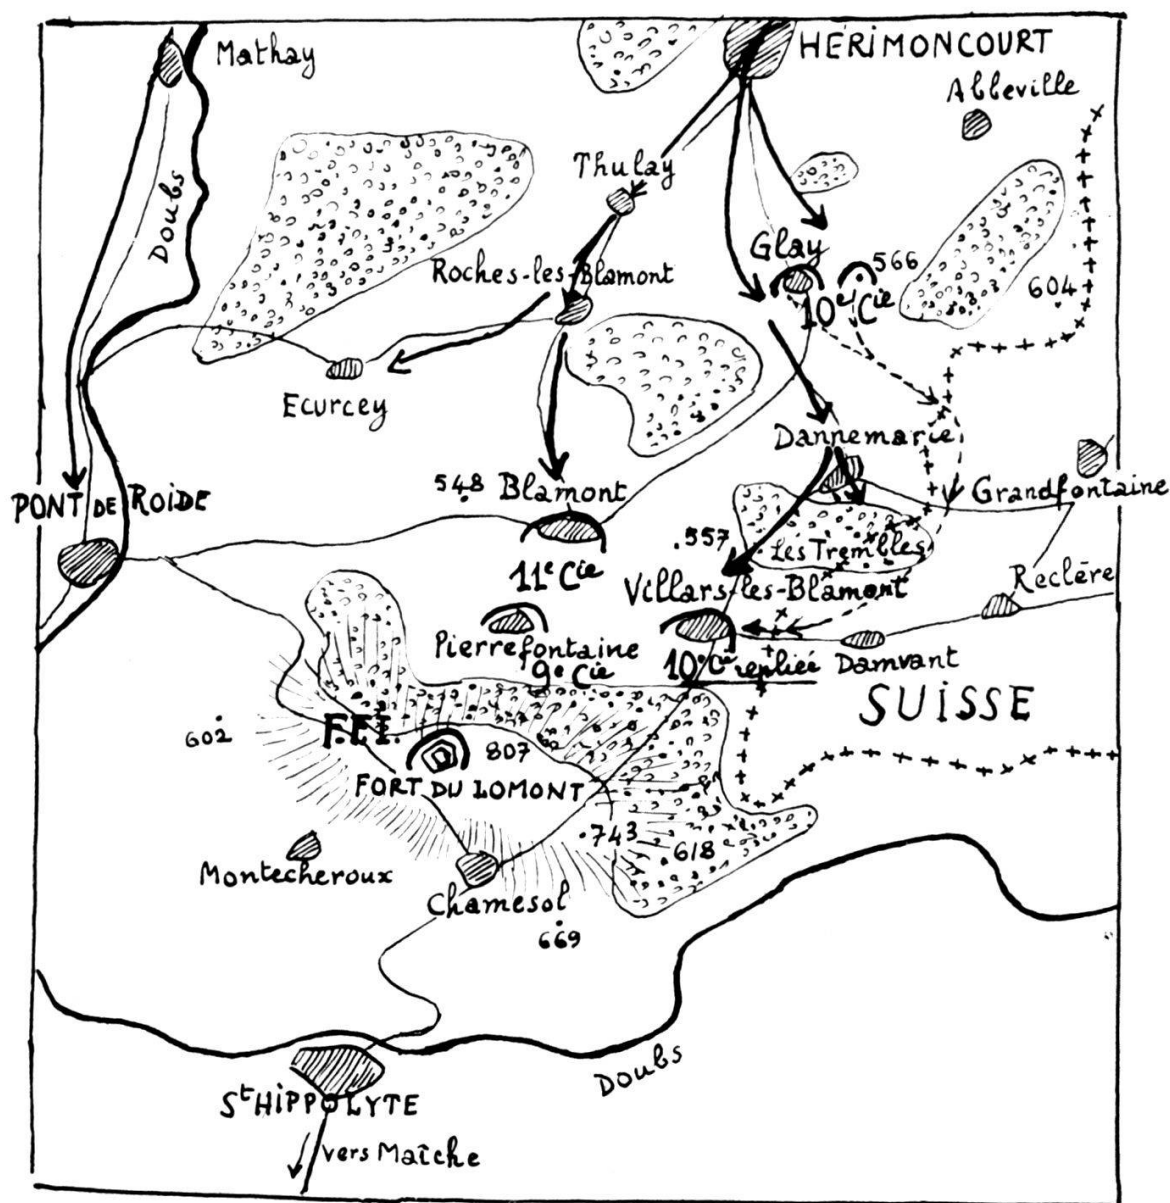 Mathay
HÉRIMONCOURT
Abbeville
Doubs
Thulay
Glay
566
Roches-les-Blamont
10e Cie
604
Ecurcey
Dannemarie
548
Blamont
Grandfontaine
PONT DE ROIDE
.557
Les Trembles
11e Cie
Villars-les-Blamont
Reclère
Pierrefontaine
9e Cie
10e Cie repliée
Damvant
SUISSE
602
F.F.I.
807
FORT DU LOMONT
.743
.618
Montecheroux
Chamesol
669
Doubs
St HIPPOLYTE
vers Maîche